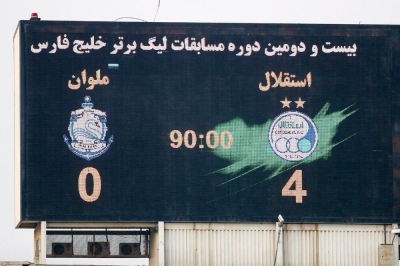 بیست و دومین دوره مسابقات لیگ برتر خلیج فارس
استقلال
ملوان
90:00
4
0